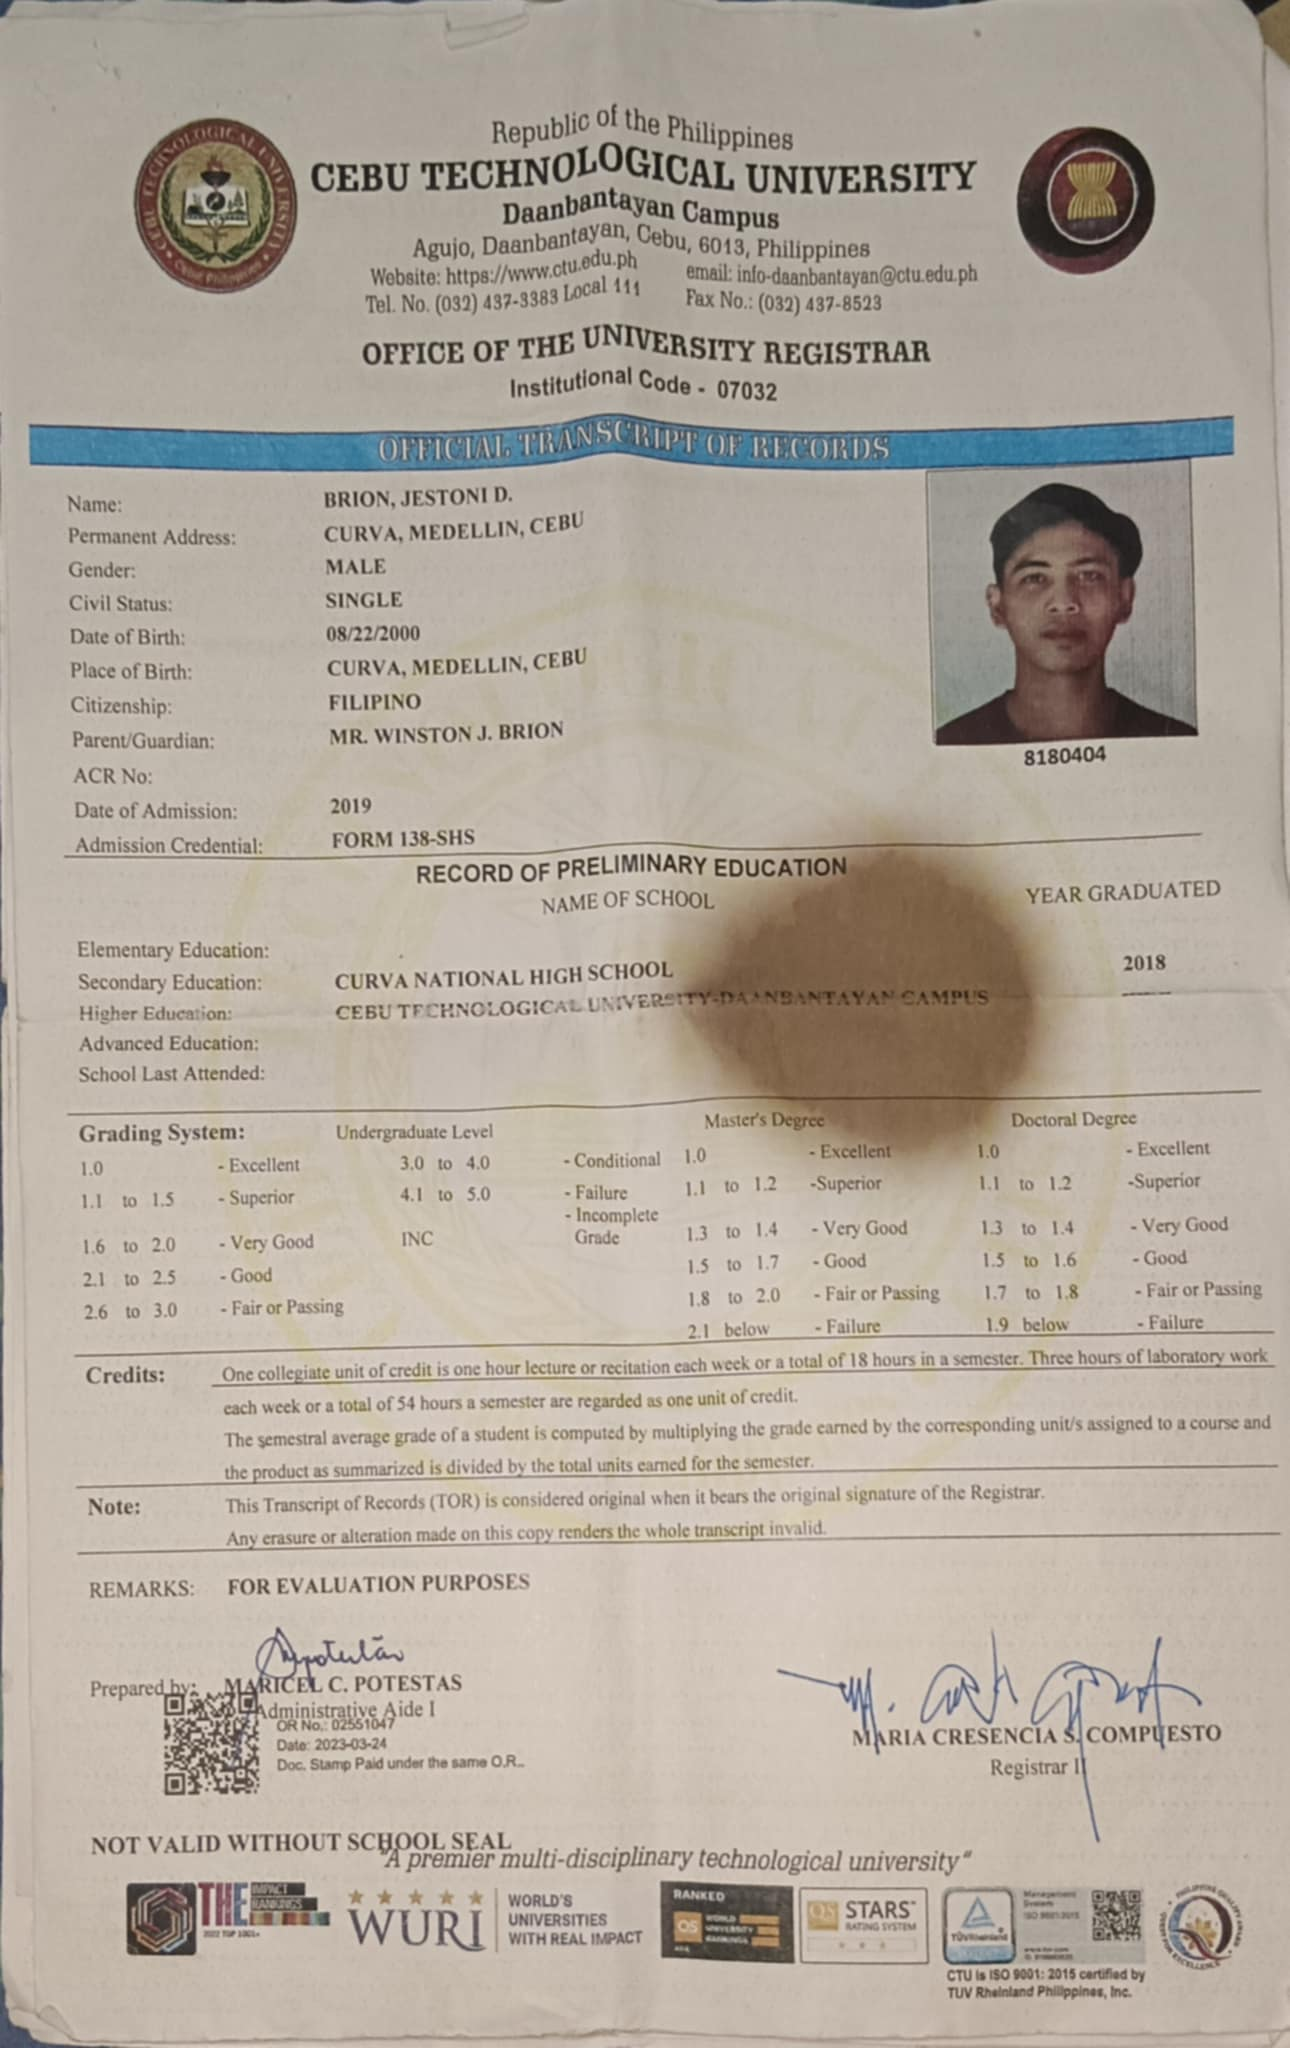 Republic of the Philippines
CEBU TECHNOLOGICAL UNIVERSITY
Daanbantayan Campus
Agujo, Daanbantayan, Cebu, 6013, Philippines
Website: https://www.ctu.edu.ph email: info-daanbantayan@ctu.edu.ph
Tel. No. (032) 437-3383 Local 111 Fax No.: (032) 437-8523
OFFICE OF THE UNIVERSITY REGISTRAR
Institutional Code - 07032
OFFICIAL TRANSCRIPT OF RECORDS
Name: BRION, JESTONI D.
Permanent Address: CURVA, MEDELLIN, CEBU
Gender: MALE
Civil Status: SINGLE
Date of Birth: 08/22/2000
Place of Birth: CURVA, MEDELLIN, CEBU
Citizenship: FILIPINO
Parent/Guardian: MR. WINSTON J. BRION
8180404
ACR No:
Date of Admission: 2019
Admission Credential: FORM 138-SHS
RECORD OF PRELIMINARY EDUCATION
NAME OF SCHOOL YEAR GRADUATED
Elementary Education:
Secondary Education: CURVA NATIONAL HIGH SCHOOL 2018
Higher Education: CEBU TECHNOLOGICAL UNIVERSITY-DAANBANTAYAN CAMPUS ------
Advanced Education:
School Last Attended:
Grading System: Undergraduate Level Master's Degree Doctoral Degree
1.0 - Excellent 3.0 to 4.0 - Conditional 1.0 - Excellent 1.0 - Excellent
1.1 to 1.5 - Superior 4.1 to 5.0 - Failure 1.1 to 1.2 -Superior 1.1 to 1.2 -Superior
1.6 to 2.0 - Very Good INC - Incomplete Grade 1.3 to 1.4 - Very Good 1.3 to 1.4 - Very Good
2.1 to 2.5 - Good 1.5 to 1.7 - Good 1.5 to 1.6 - Good
2.6 to 3.0 - Fair or Passing 1.8 to 2.0 - Fair or Passing 1.7 to 1.8 - Fair or Passing
2.1 below - Failure 1.9 below - Failure
Credits: One collegiate unit of credit is one hour lecture or recitation each week or a total of 18 hours in a semester. Three hours of laboratory work
each week or a total of 54 hours a semester are regarded as one unit of credit.
The semestral average grade of a student is computed by multiplying the grade earned by the corresponding unit/s assigned to a course and
the product as summarized is divided by the total units earned for the semester.
Note: This Transcript of Records (TOR) is considered original when it bears the original signature of the Registrar.
Any erasure or alteration made on this copy renders the whole transcript invalid.
REMARKS: FOR EVALUATION PURPOSES
Prepared by: MARICEL C. POTESTAS
Administrative Aide I
OR No.: 02551047
Date: 2023-03-24
Doc. Stamp Paid under the same O.R..
MARIA CRESENCIA S. COMPUESTO
Registrar II
NOT VALID WITHOUT SCHOOL SEAL
"A premier multi-disciplinary technological university"
THE IMPACT RANKINGS
2022 TOP 1001+
WURI WORLD'S UNIVERSITIES WITH REAL IMPACT
RANKED
QS WORLD UNIVERSITY RANKINGS
QS STARS RATING SYSTEM
TÜVRheinland
Management System
ISO 9001:2015
CTU is ISO 9001: 2015 certified by
TUV Rheinland Philippines, Inc.